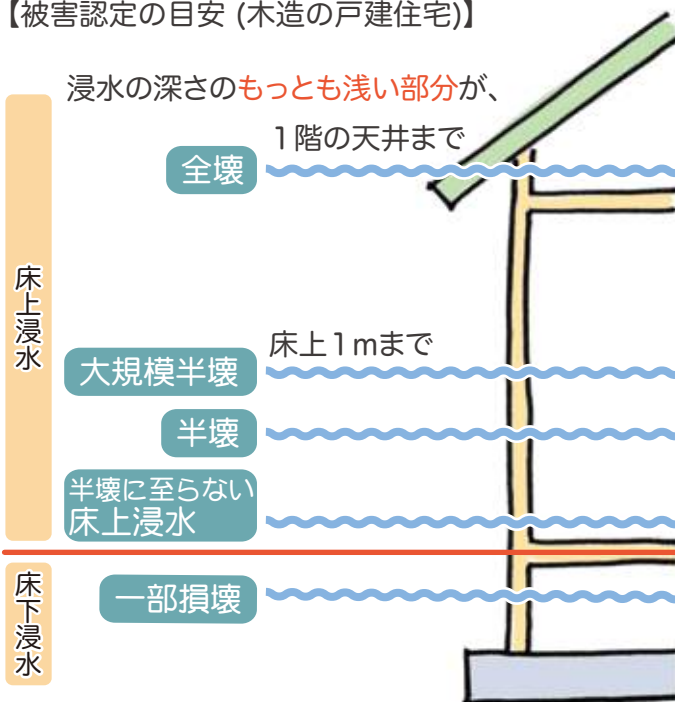 【被害認定の目安 (木造の戸建住宅)】
浸水の深さのもっとも浅い部分が、
1階の天井まで
全壊
床上浸水
床上1mまで
大規模半壊
半壊
半壊に至らない
床上浸水
床下浸水
一部損壊